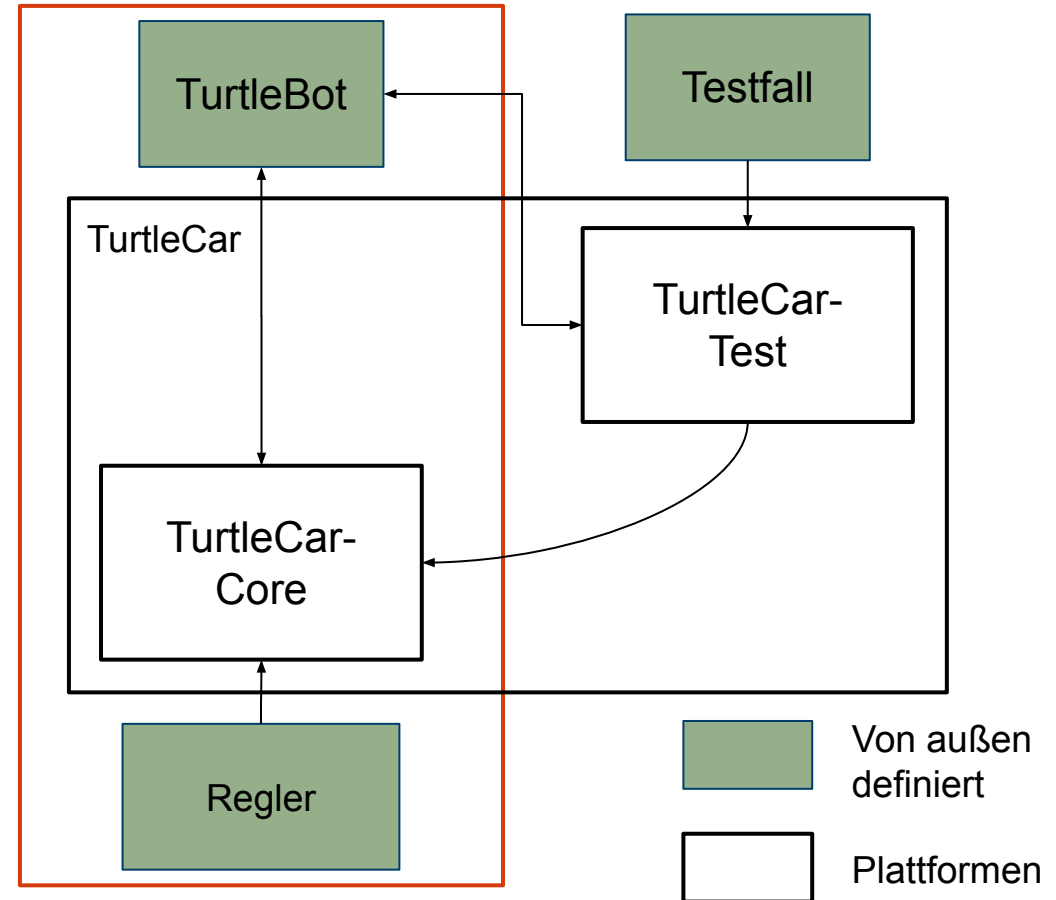 TurtleBot
Testfall
TurtleCar
TurtleCar-
Test
TurtleCar-
Core
Regler
Von außen
definiert
Plattformen